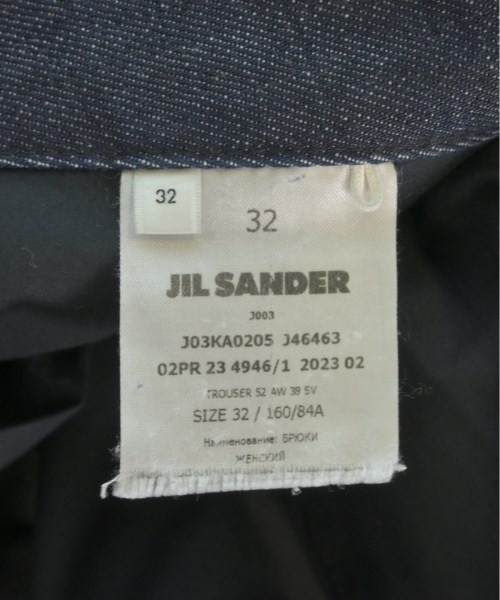 32
32
JIL SANDER
J003
J03KA0205 J46463
02PR 23 4946/1 2023 02
TROUSER 52 AW 39 SV
SIZE 32 / 160/84A
Наименование: БРЮКИ
ЖЕНСКИЙ